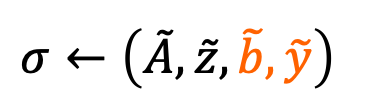 σ ← (Ã, z̃, b̃, ỹ)